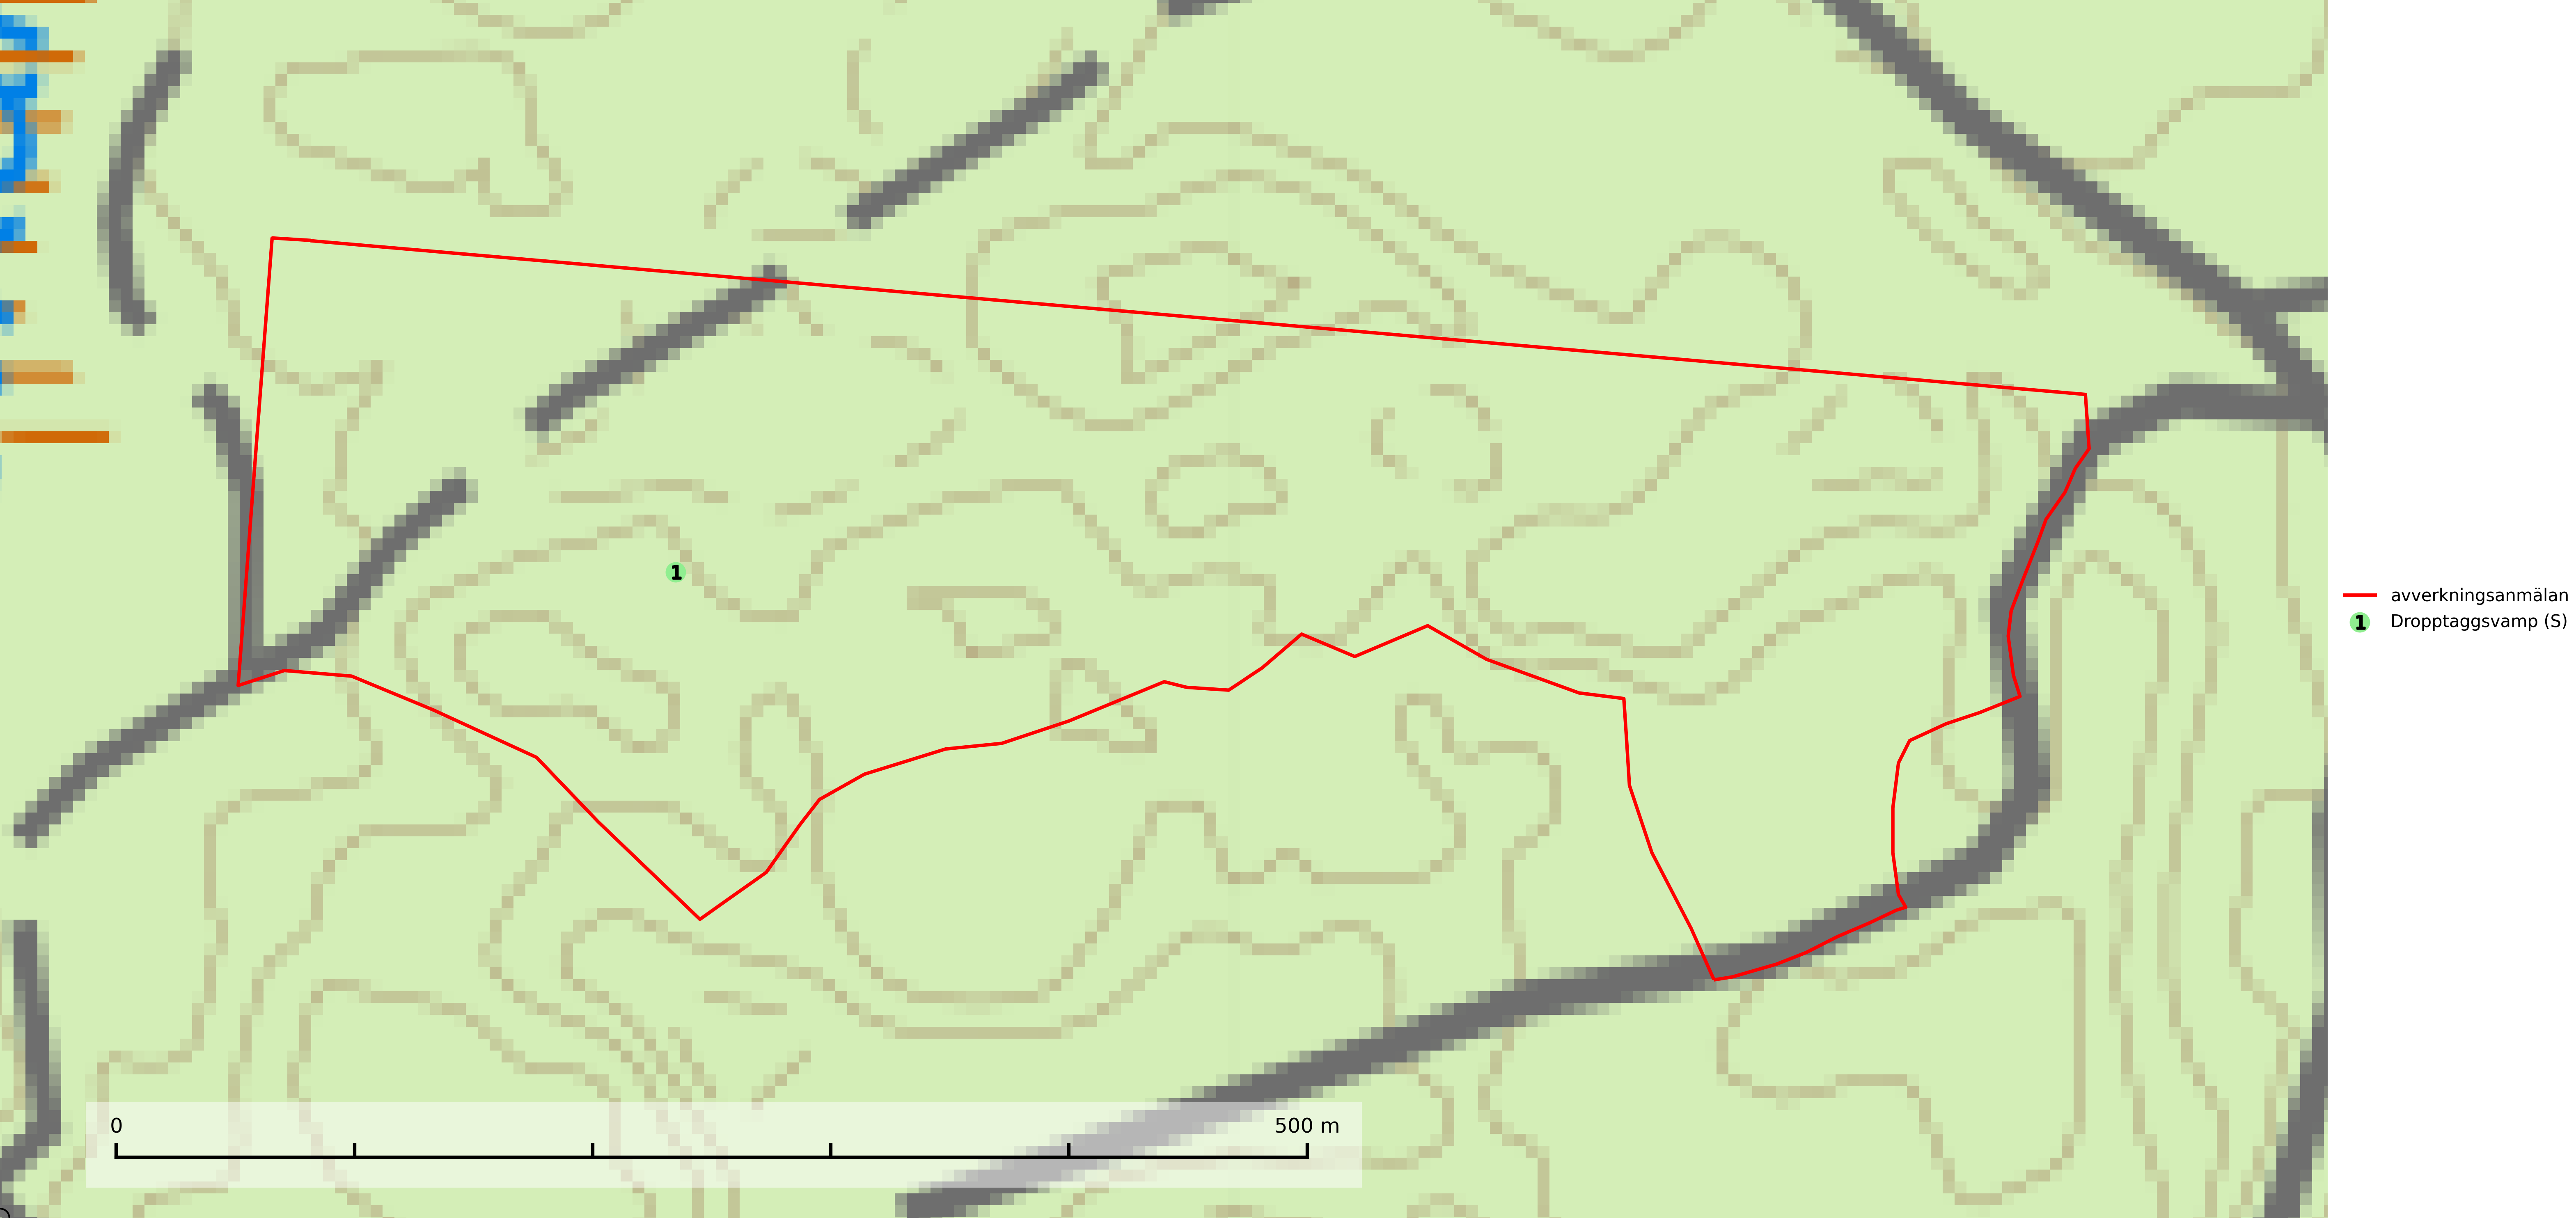 1
0
500 m
avverkningsanmälan
1 Dropptaggsvamp (S)